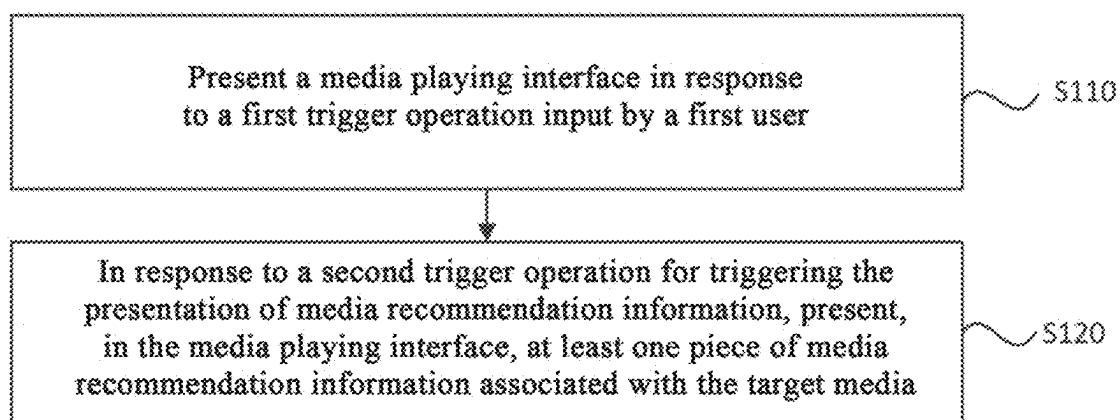 Present a media playing interface in response
to a first trigger operation input by a first user
S110
In response to a second trigger operation for triggering the
presentation of media recommendation information, present,
in the media playing interface, at least one piece of media
recommendation information associated with the target media
S120